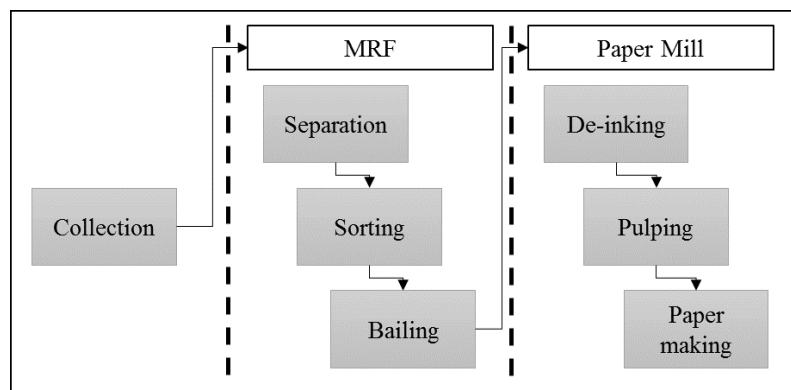 MRF
Paper Mill
Separation
De-inking
Collection
Sorting
Pulping
Bailing
Paper
making